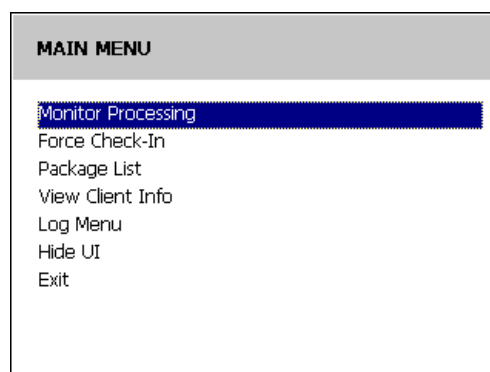 MAIN MENU
Monitor Processing
Force Check-In
Package List
View Client Info
Log Menu
Hide UI
Exit